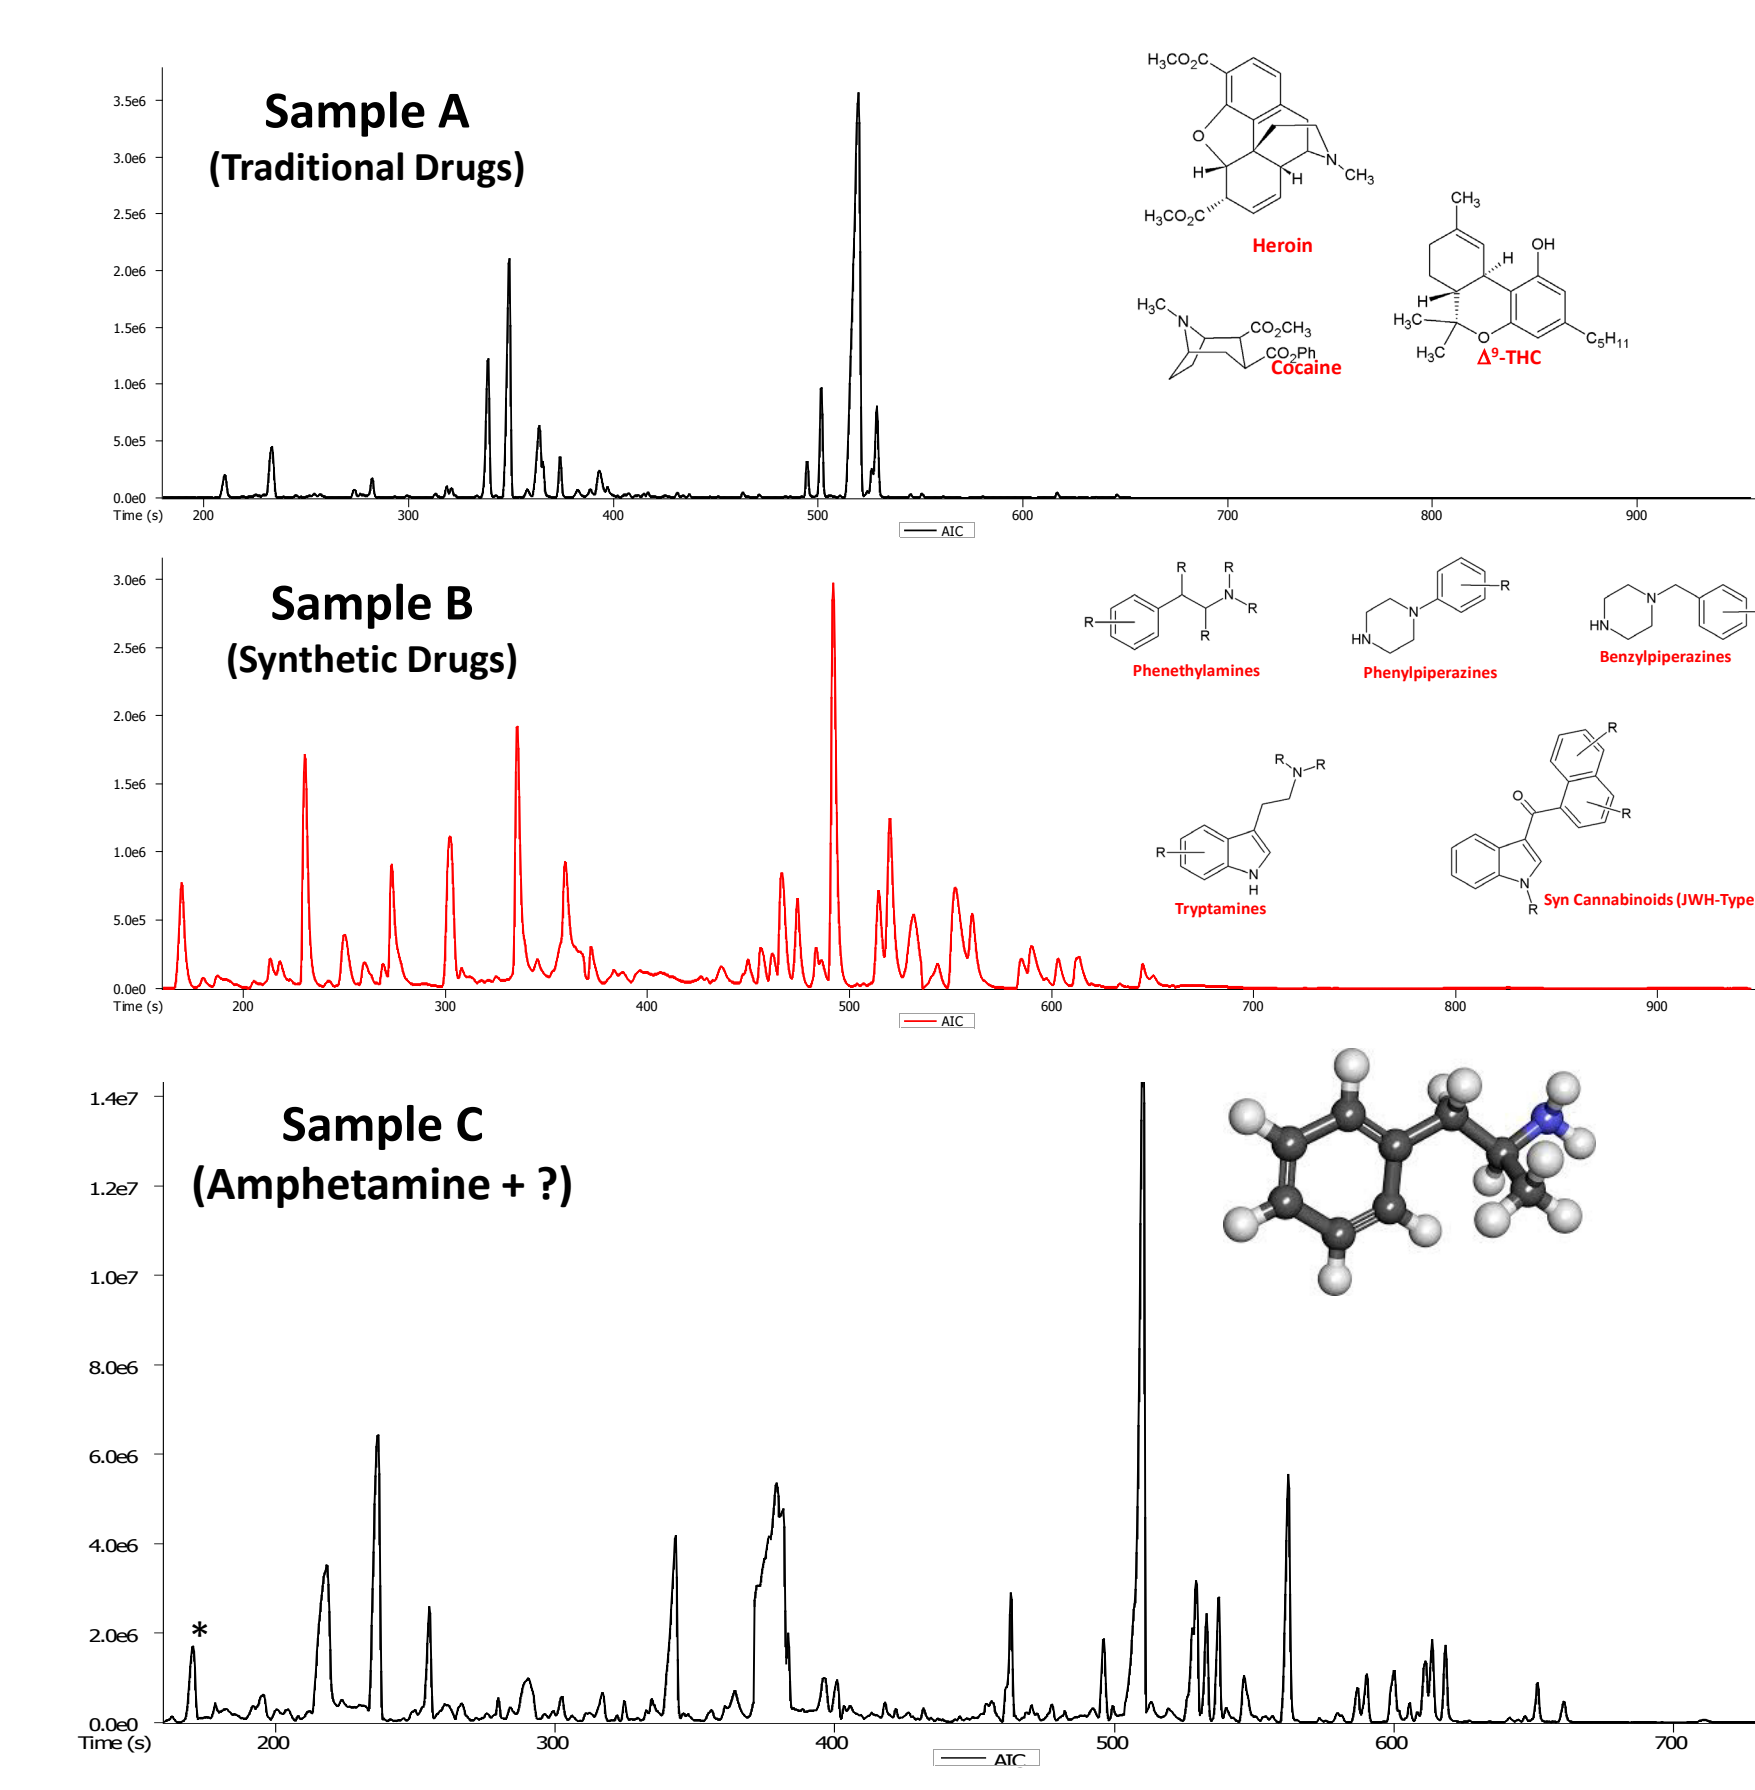 Sample A
(Traditional Drugs)
3.5e6
3.0e6
2.5e6
2.0e6
1.5e6
1.0e6
5.0e5
0.0e0
Time (s)
200
300
400
500
600
700
800
900
AIC
H₃CO₂C
O
H
H
N
CH₃
H₃CO₂C
Heroin
H₃C
N
CO₂CH₃
CO₂Ph
Cocaine
CH₃
OH
H
H
H₃C
H₃C
O
C₅H₁₁
Δ⁹-THC
Sample B
(Synthetic Drugs)
3.0e6
2.5e6
2.0e6
1.5e6
1.0e6
5.0e5
0.0e0
Time (s)
200
300
400
500
600
700
800
900
AIC
R
R
N
R
R
R
Phenethylamines
R
N
HN
Phenylpiperazines
N
HN
Benzylpiperazines
R
N
R
R
N
H
Tryptamines
R
O
R
N
R
Syn Cannabinoids (JWH-Type
Sample C
(Amphetamine + ?)
1.4e7
1.2e7
1.0e7
8.0e6
6.0e6
4.0e6
2.0e6
0.0e0
*
Time (s)
200
300
400
500
600
700
AIC